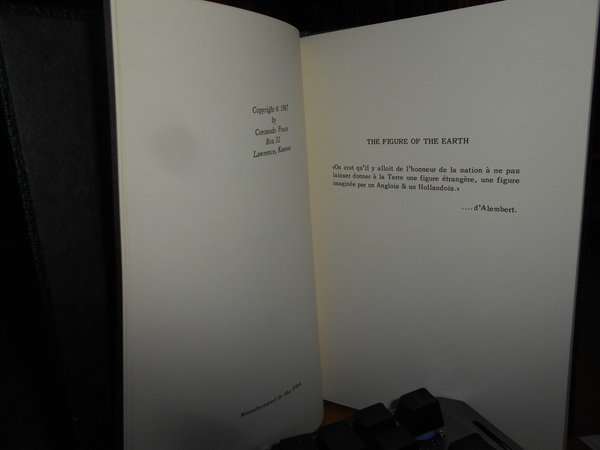 Copyright © 1967
by
Coronado Press
Box 32
Lawrence, Kansas
Manufactured in the USA
THE FIGURE OF THE EARTH
«On crot qu'il y alloit de l'honneur de la nation à ne pas
laisser donner à la Terre une figure étrangère, une figure
imaginée par un Anglois & un Hollandois.»
.... d'Alembert.